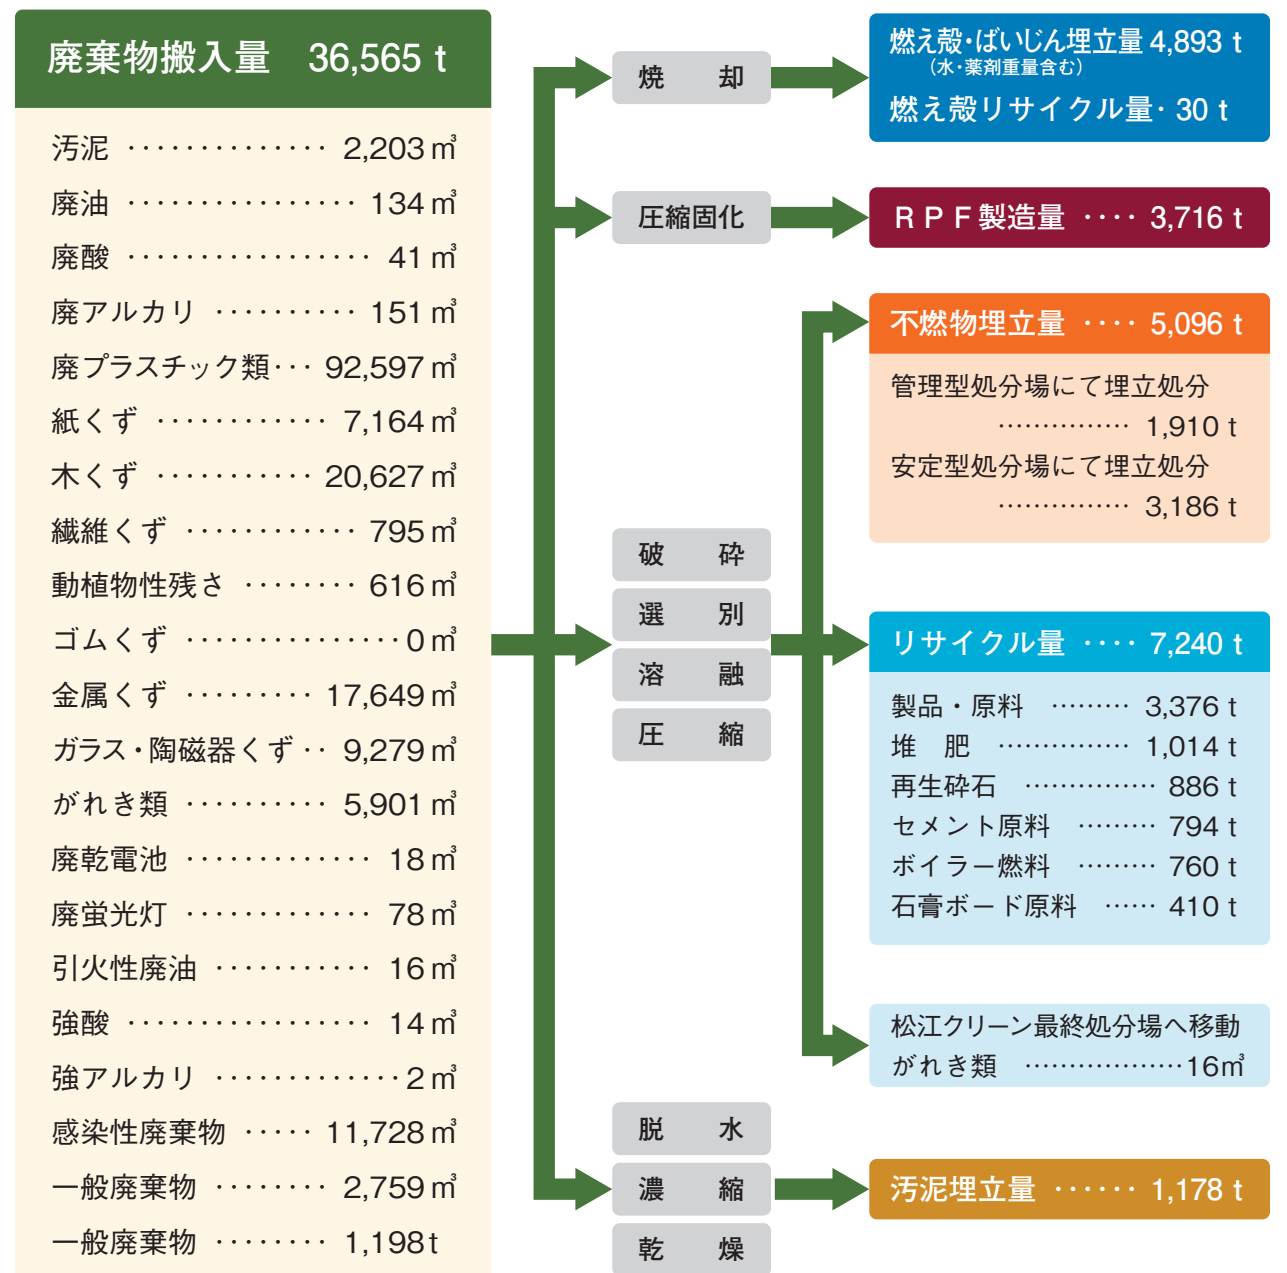 廃棄物搬入量　36,565 t
汚泥 ·············· 2,203㎥
廃油 ················ 134㎥
廃酸 ················· 41㎥
廃アルカリ ·········· 151㎥
廃プラスチック類··· 92,597㎥
紙くず ············ 7,164㎥
木くず ··········· 20,627㎥
繊維くず ············ 795㎥
動植物性残さ ········ 616㎥
ゴムくず ···············0㎥
金属くず ········· 17,649㎥
ガラス・陶磁器くず ·· 9,279㎥
がれき類 ·········· 5,901㎥
廃乾電池 ············· 18㎥
廃蛍光灯 ············· 78㎥
引火性廃油 ··········· 16㎥
強酸 ················· 14㎥
強アルカリ ·············2㎥
感染性廃棄物 ····· 11,728㎥
一般廃棄物 ········ 2,759㎥
一般廃棄物 ········ 1,198t
焼　却
圧縮固化
破　砕
選　別
溶　融
圧　縮
脱　水
濃　縮
乾　燥
燃え殻・ばいじん埋立量 4,893 t
（水・薬剤重量含む）
燃え殻リサイクル量· 30 t
ＲＰＦ製造量 ···· 3,716 t
不燃物埋立量 ···· 5,096 t
管理型処分場にて埋立処分
··············· 1,910 t
安定型処分場にて埋立処分
··············· 3,186 t
リサイクル量 ···· 7,240 t
製品・原料 ········· 3,376 t
堆　肥 ··············· 1,014 t
再生砕石 ··············· 886 t
セメント原料 ········· 794 t
ボイラー燃料 ········· 760 t
石膏ボード原料 ······ 410 t
松江クリーン最終処分場へ移動
がれき類 ··················16㎥
汚泥埋立量 ······ 1,178 t